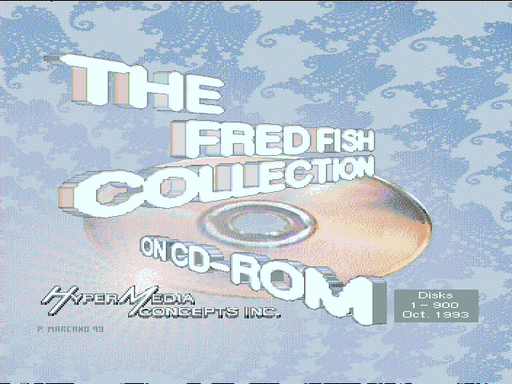 THE
FRED FISH
COLLECTION
ON CD-ROM
HYPERMEDIA
CONCEPTS INC.
P. MARCANO 93
Disks
1 - 900
Oct. 1993